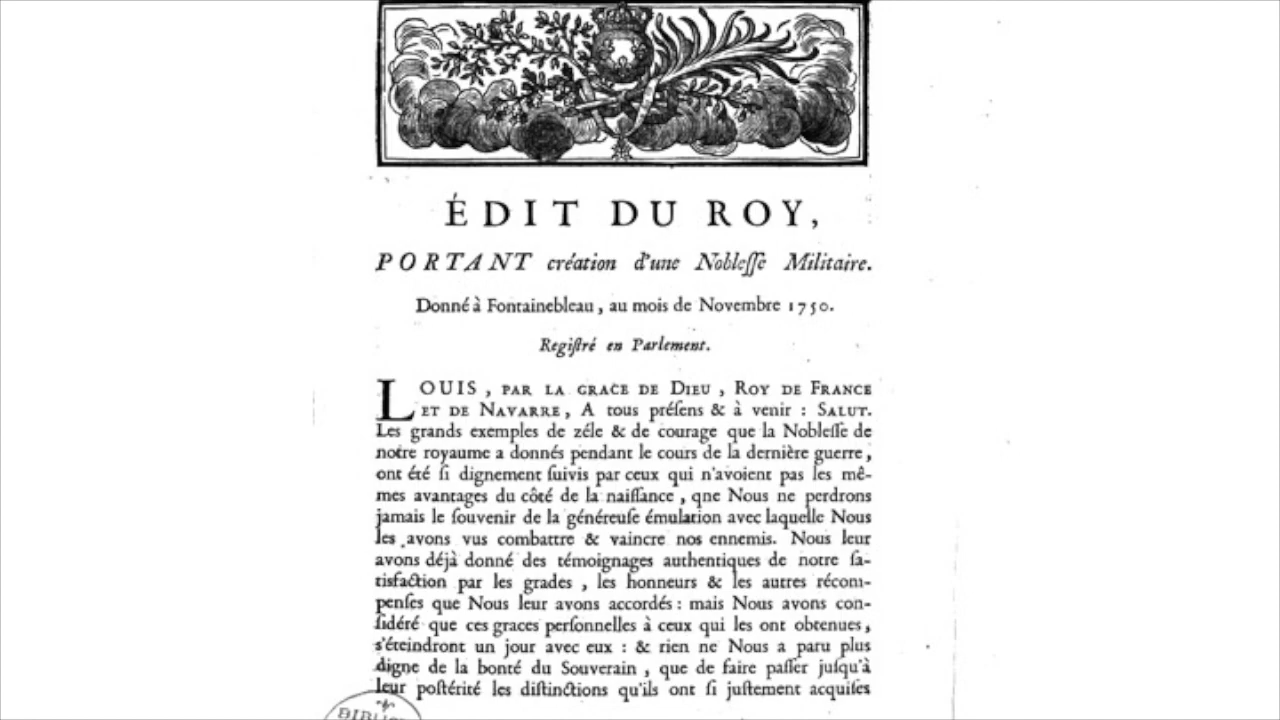 ÉDIT DU ROY,
PORTANT création d'une Nobleſſe Militaire.
Donné à Fontainebleau, au mois de Novembre 1750.
Regiſtré en Parlement.
LOUIS, PAR LA GRACE DE DIEU, ROY DE FRANCE
ET DE NAVARRE, A tous préſens & à venir : SALUT.
Les grands exemples de zéle & de courage que la Nobleſſe de
notre royaume a donnés pendant le cours de la dernière guerre,
ont été ſi dignement ſuivis par ceux qui n'avoient pas les mê-
mes avantages du côté de la naiſſance, qne Nous ne perdrons
jamais le ſouvenir de la généreuſe émulation avec laquelle Nous
les avons vus combattre & vaincre nos ennemis. Nous leur
avons déjà donné des témoignages authentiques de notre ſa-
tisfaction par les grades, les honneurs & les autres récom-
penſes que Nous leur avons accordés : mais Nous avons con-
ſidéré que ces graces perſonnelles à ceux qui les ont obtenues,
s'éteindront un jour avec eux : & rien ne Nous a paru plus
digne de la bonté du Souverain, que de faire paſſer juſqu'à
leur poſtérité les diſtinctions qu'ils ont ſi juſtement acquiſes